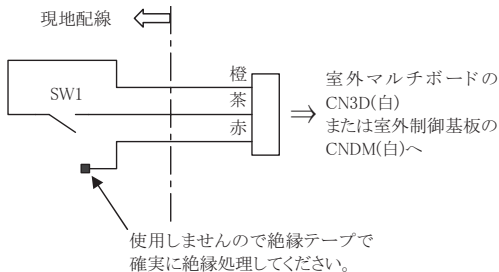 現地配線
SW1
橙
茶
赤
室外マルチボードの
CN3D(白)
または室外制御基板の
CNDM(白)へ
使用しませんので絶縁テープで
確実に絶縁処理してください。